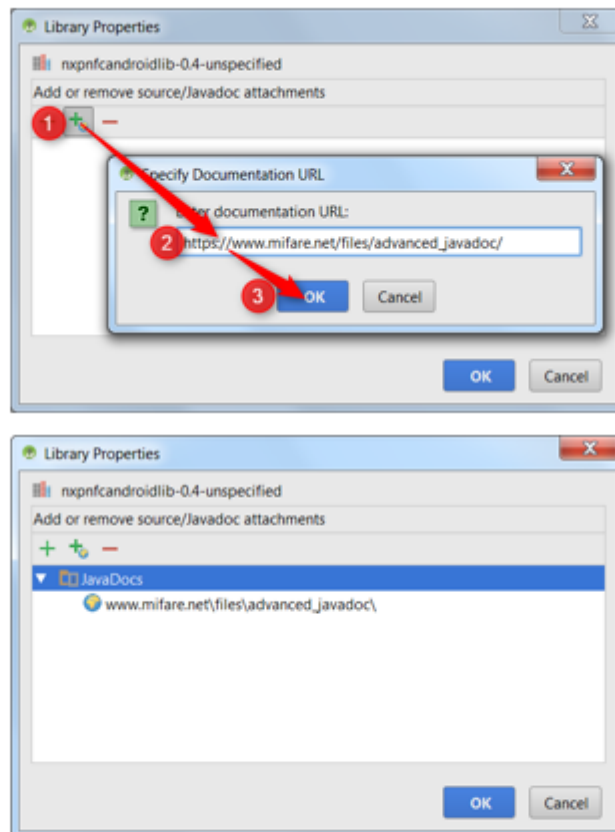 Library Properties
nxpnfcandroidlib-0.4-unspecified
Add or remove source/Javadoc attachments
1
Specify Documentation URL
? Enter documentation URL:
2 https://www.mifare.net/files/advanced_javadoc/
3 OK Cancel
OK Cancel
Library Properties
nxpnfcandroidlib-0.4-unspecified
Add or remove source/Javadoc attachments
JavaDocs
www.mifare.net\files\advanced_javadoc\
OK Cancel